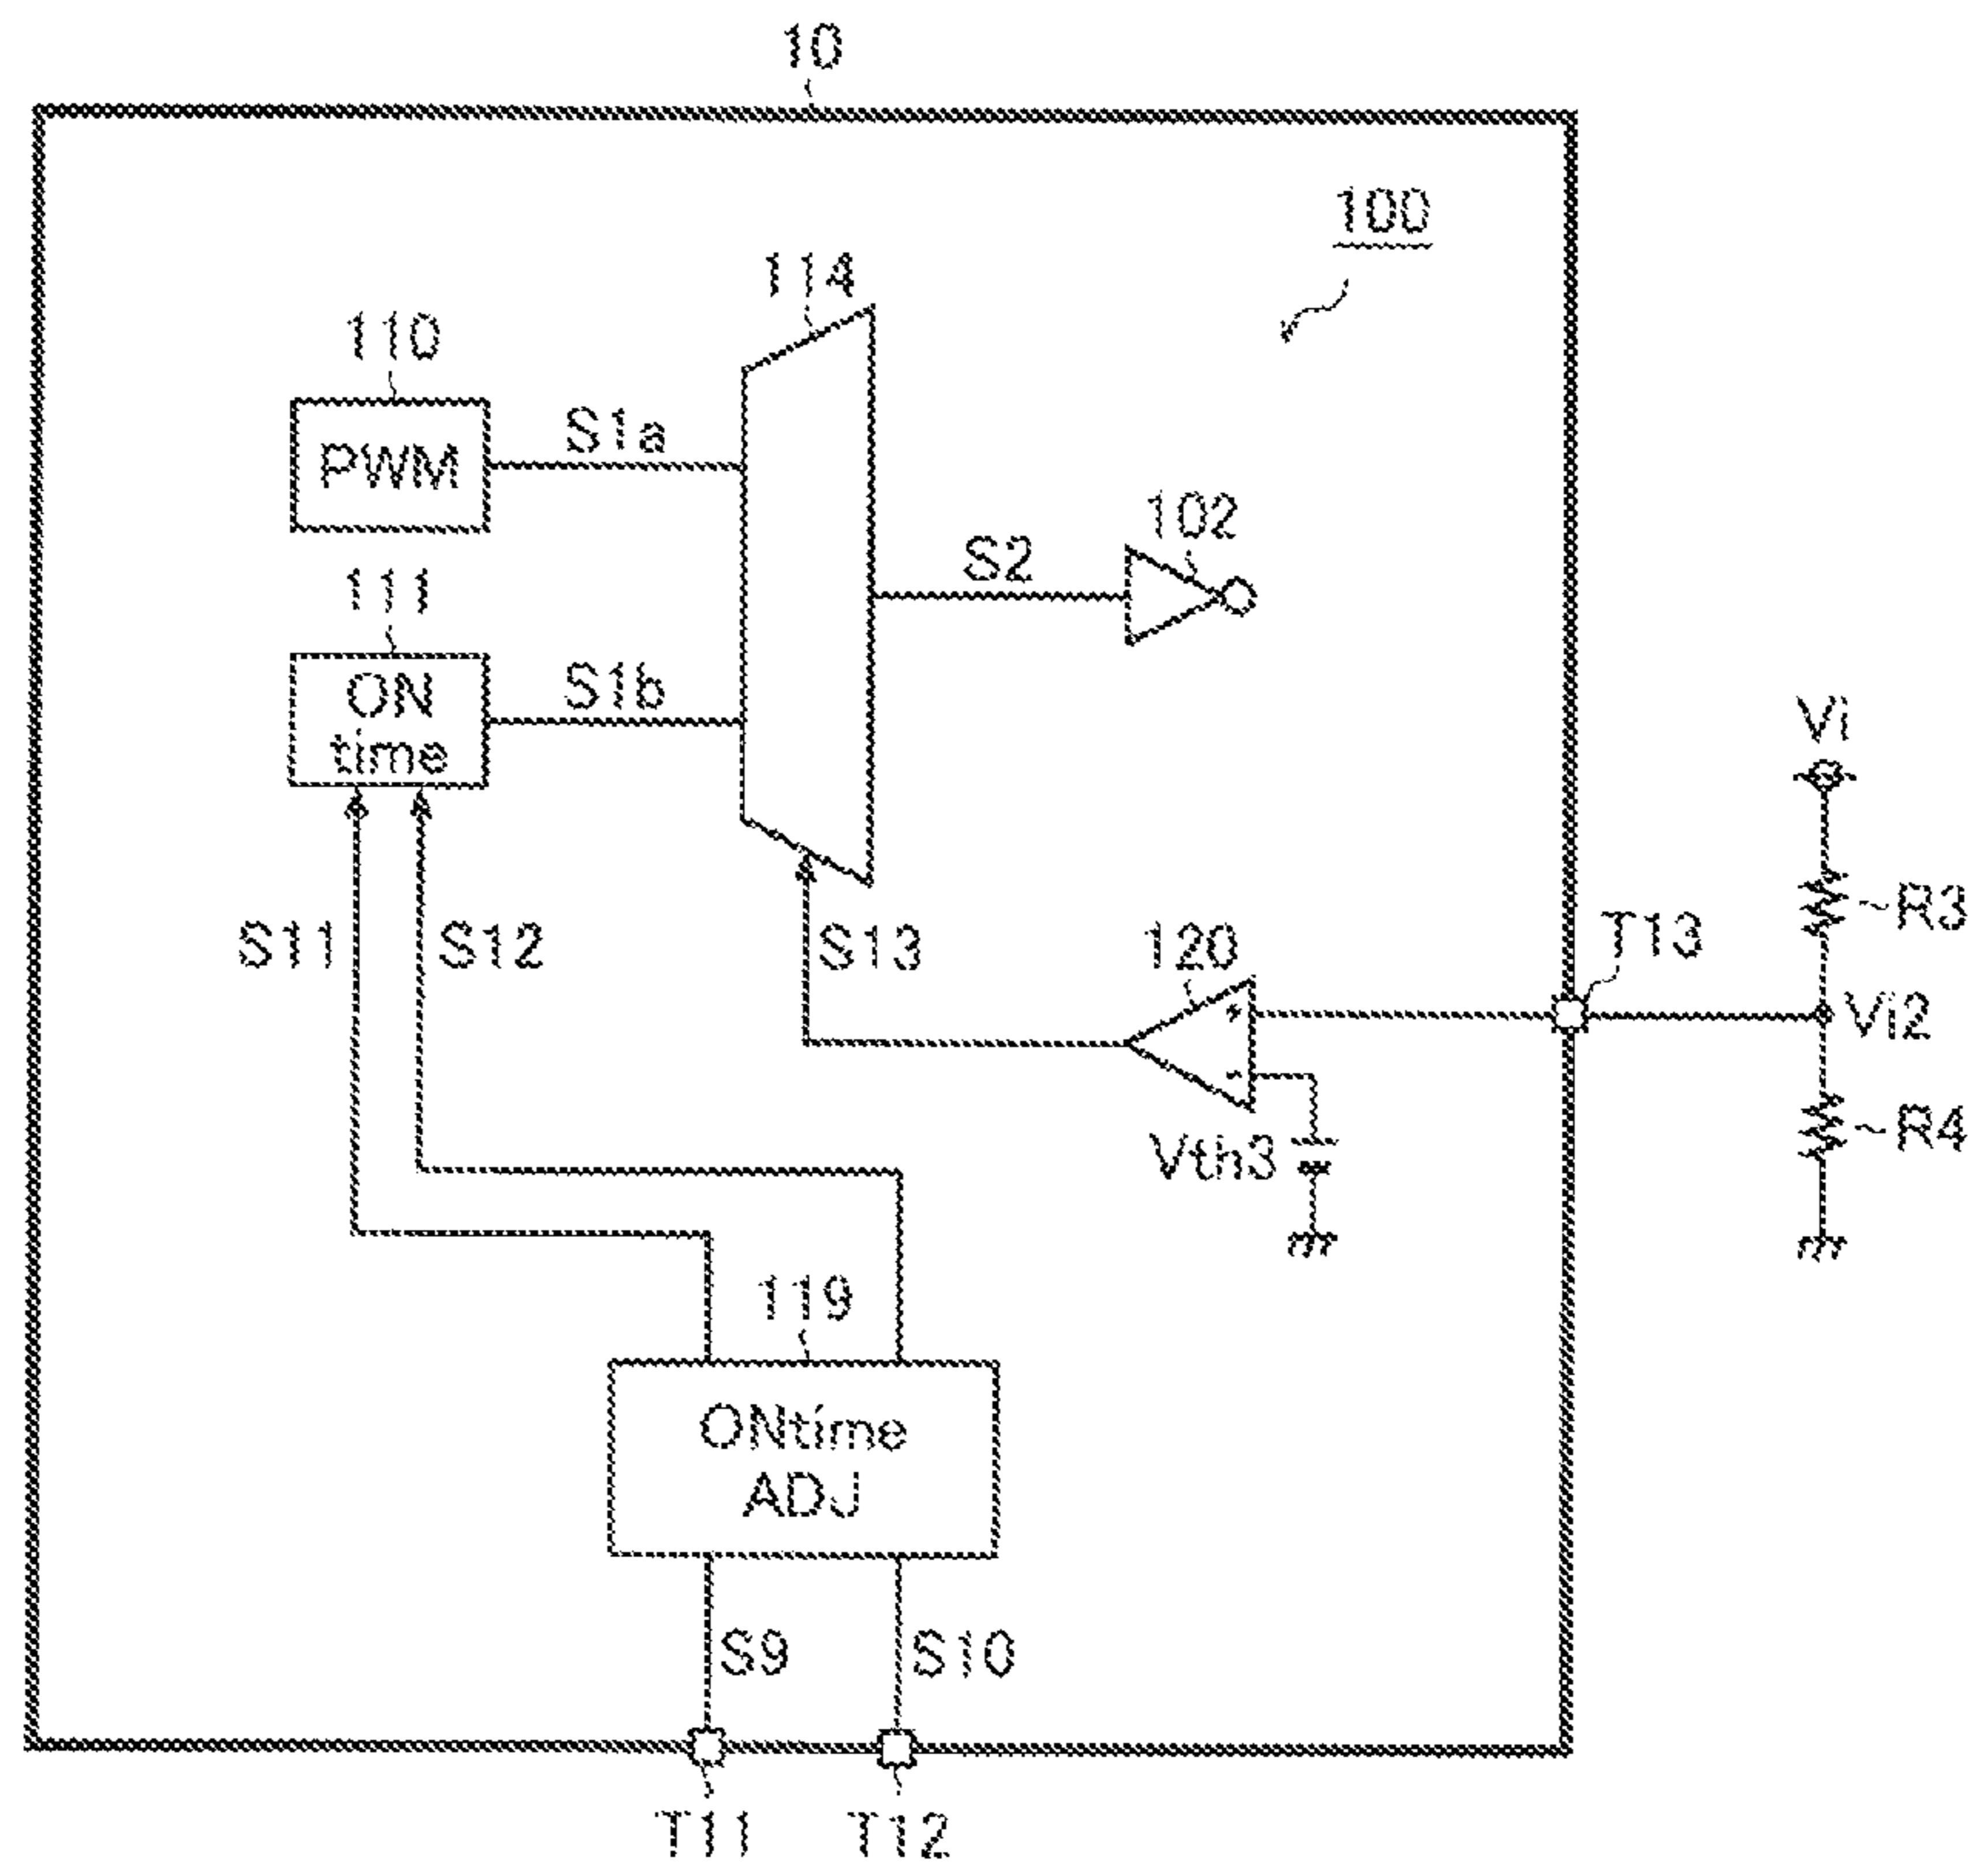 10
100
114
110
PWM
S1a
102
S2
111
ON
time
S1b
Vi
R3
T13
S11
S12
S13
120
+
Vi2
-
Vth3
R4
119
ONtime
ADJ
S9
S10
T11
T12